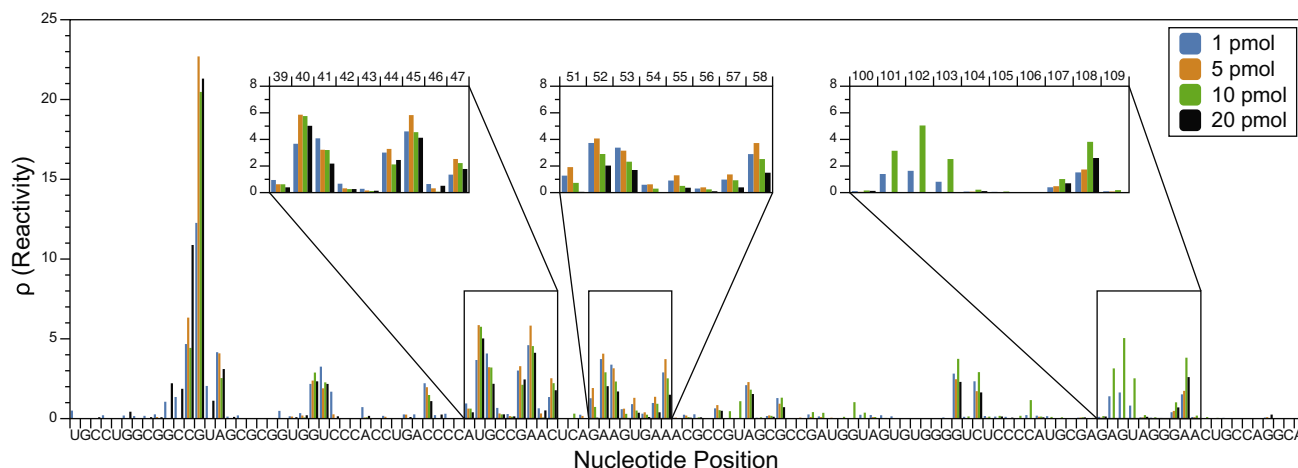 25
20
15
10
5
0
ρ (Reactivity)
39 40 41 42 43 44 45 46 47
8
6
4
2
0
51 52 53 54 55 56 57 58
8
6
4
2
0
100 101 102 103 104 105 106 107 108 109
8
6
4
2
0
1 pmol
5 pmol
10 pmol
20 pmol
UGCCUGGCGGCCGUAGCGCGGUGGUCCCACCUGACCCCAUGCCGAACUCAGAAGUGAAACGCCGUAGCGCCGAUGGUAGUGUGGGGUCUCCCCAUGCGAGAGUAGGGAACUGCCAGGCA
Nucleotide Position